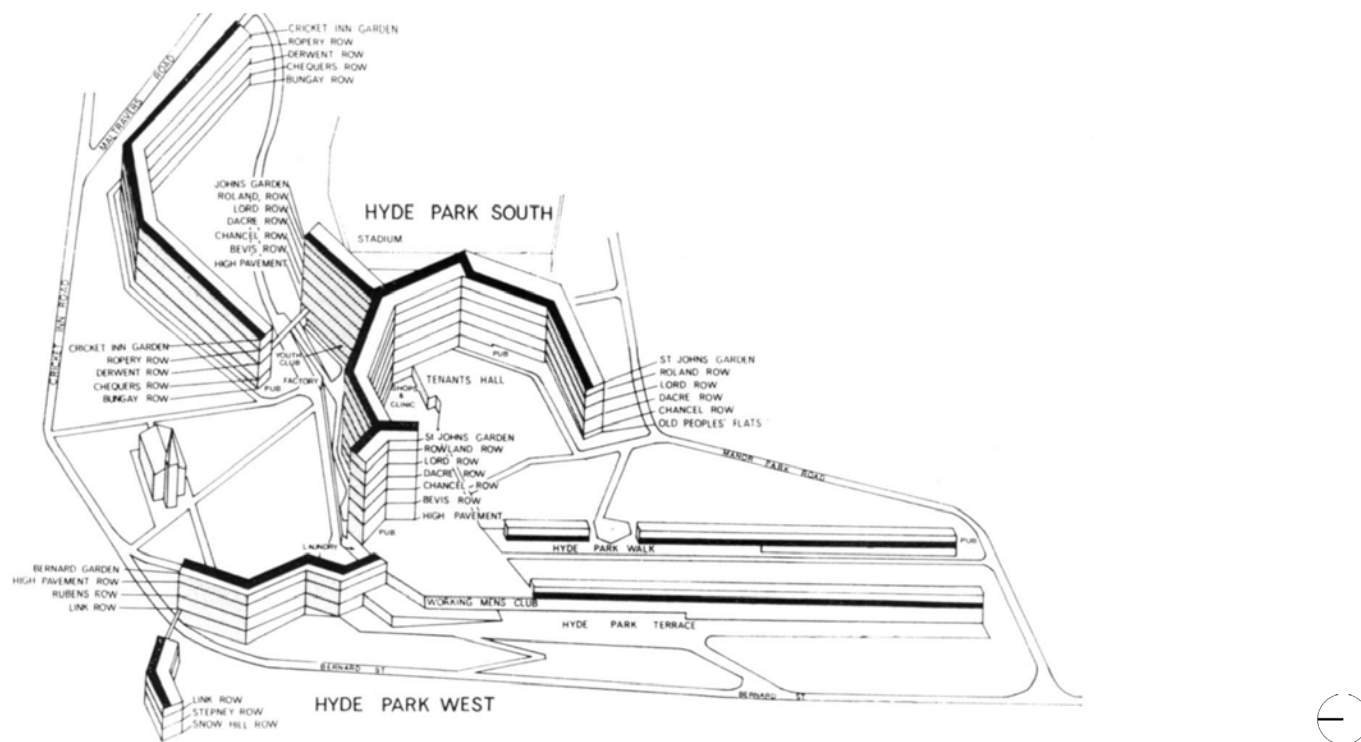 CRICKET INN GARDEN
ROPERY ROW
DERWENT ROW
CHEQUERS ROW
BUNGAY ROW
MALTRAVERS ROAD
JOHNS GARDEN
ROLAND ROW
LORD ROW
DACRE ROW
CHANCEL ROW
BEVIS ROW
HIGH PAVEMENT
HYDE PARK SOUTH
STADIUM
CRICKET INN ROAD
CRICKET INN GARDEN
ROPERY ROW
DERWENT ROW
CHEQUERS ROW
BUNGAY ROW
PUB
YOUTH
CLUB
FACTORY
PUB
TENANTS HALL
SHOPS
&
CLINIC
ST JOHNS GARDEN
ROLAND ROW
LORD ROW
DACRE ROW
CHANCEL ROW
OLD PEOPLES' FLATS
ST JOHNS GARDEN
ROWLAND ROW
LORD ROW
DACRE ROW
CHANCEL ROW
BEVIS ROW
HIGH PAVEMENT
PUB
MANOR PARK ROAD
LAUNDRY
HYDE PARK WALK
PUB
BERNARD GARDEN
HIGH PAVEMENT ROW
RUBENS ROW
LINK ROW
WORKING MENS CLUB
HYDE PARK TERRACE
BERNARD ST
BERNARD ST
LINK ROW
STEPNEY ROW
SNOW HILL ROW
HYDE PARK WEST